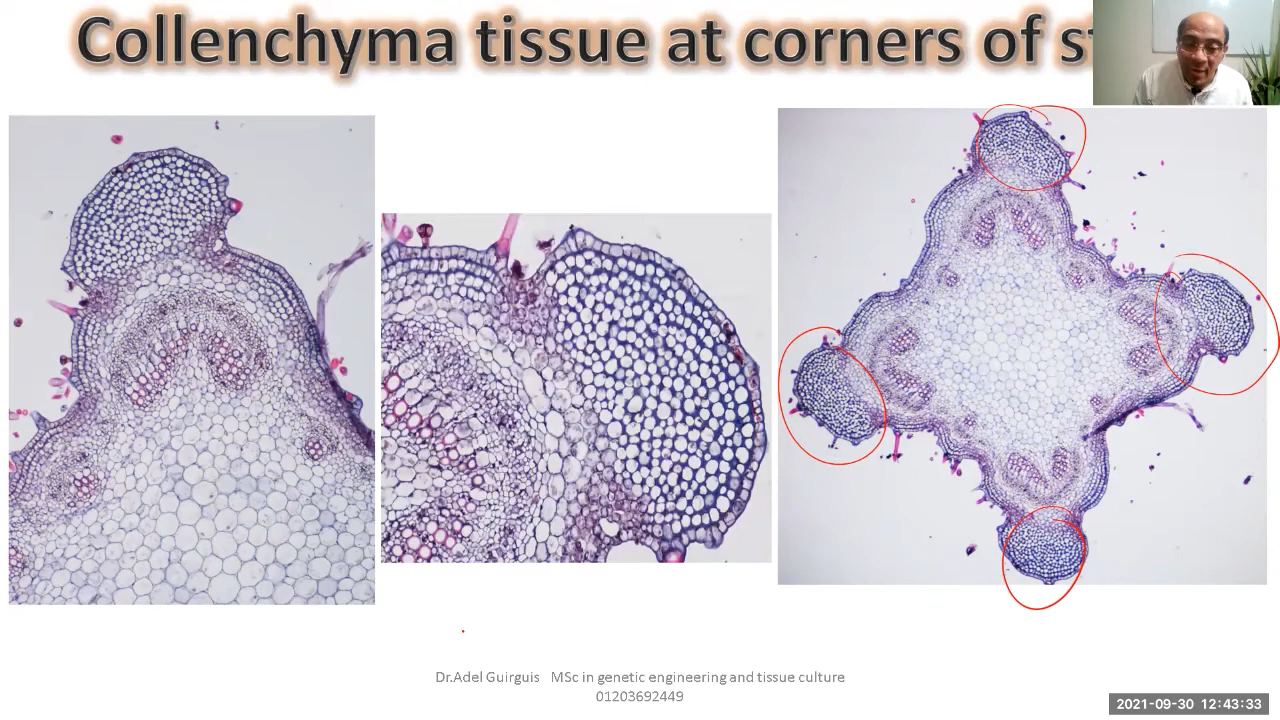 Collenchyma tissue at corners of
Dr.Adel Guirguis MSc in genetic engineering and tissue culture
01203692449
2021-09-30 12:43:33